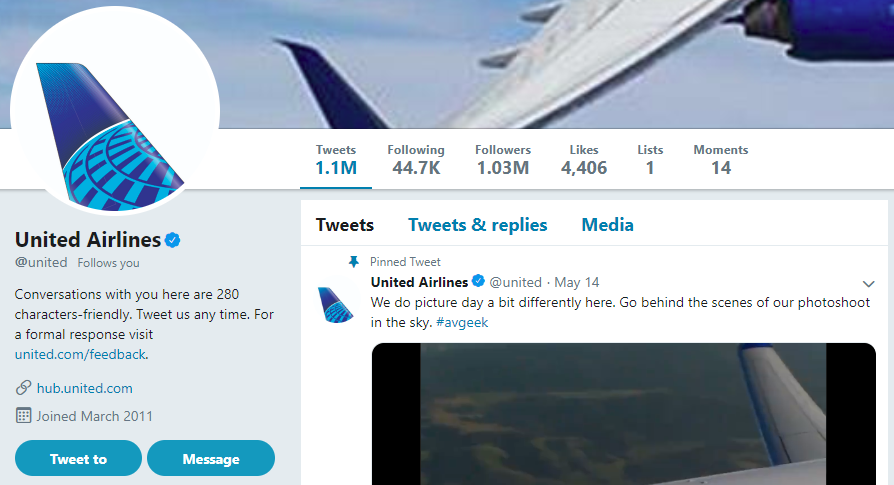 Tweets Following Followers Likes Lists Moments
1.1M 44.7K 1.03M 4,406 1 14
United Airlines
@united Follows you
Conversations with you here are 280
characters-friendly. Tweet us any time. For
a formal response visit
united.com/feedback.
hub.united.com
Joined March 2011
Tweet to Message
Tweets Tweets & replies Media
Pinned Tweet
United Airlines @united · May 14
We do picture day a bit differently here. Go behind the scenes of our photoshoot
in the sky. #avgeek